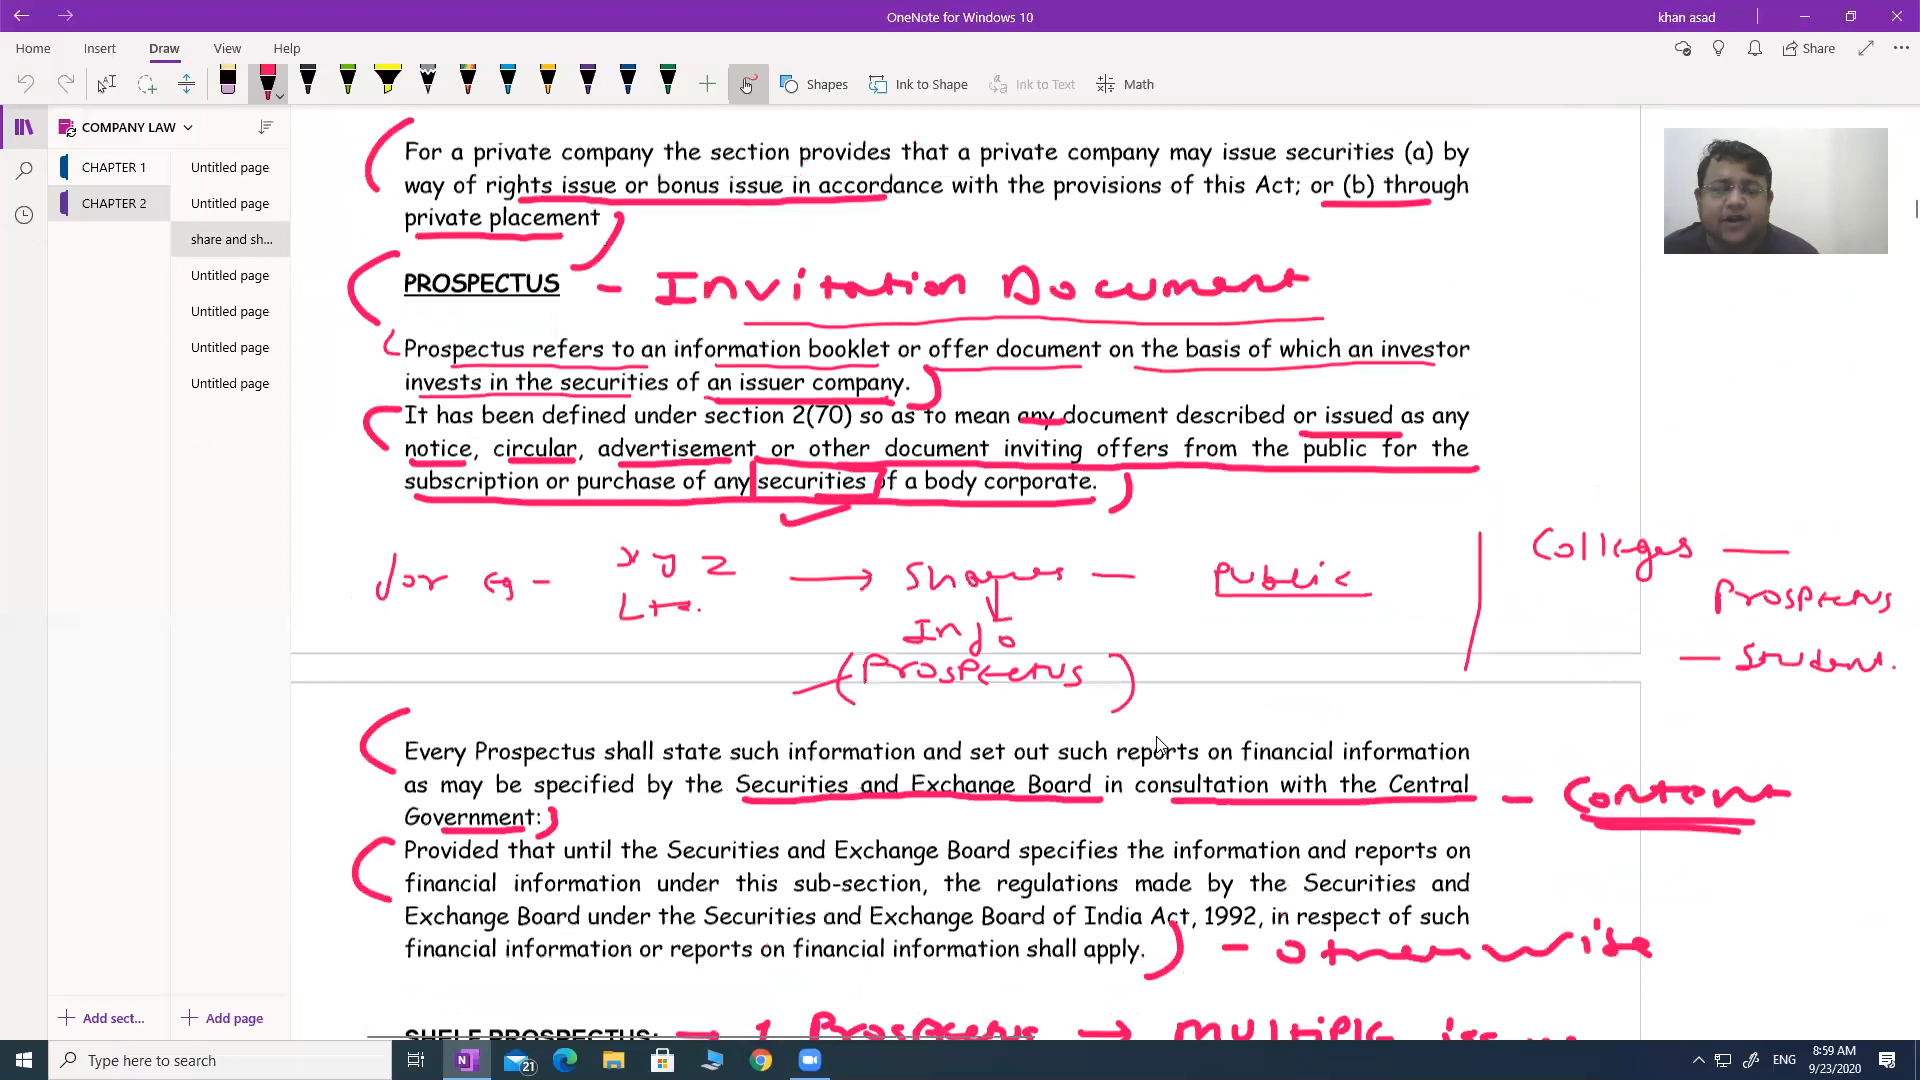 OneNote for Windows 10
khan asad
Home Insert Draw View Help
Share
Shapes Ink to Shape Ink to Text Math
COMPANY LAW
CHAPTER 1
CHAPTER 2
Untitled page
Untitled page
share and sh...
Untitled page
Untitled page
Untitled page
Untitled page
Add sect...
Add page
For a private company the section provides that a private company may issue securities (a) by
way of rights issue or bonus issue in accordance with the provisions of this Act; or (b) through
private placement
PROSPECTUS - Invitation Document
Prospectus refers to an information booklet or offer document on the basis of which an investor
invests in the securities of an issuer company.
It has been defined under section 2(70) so as to mean any document described or issued as any
notice, circular, advertisement or other document inviting offers from the public for the
subscription or purchase of any securities of a body corporate.
for eg - xyz Ltd. → Shares — Public
Info
(Prospectus)
Colleges —
Prospectus
— Student.
Every Prospectus shall state such information and set out such reports on financial information
as may be specified by the Securities and Exchange Board in consultation with the Central - Content
Government:
Provided that until the Securities and Exchange Board specifies the information and reports on
financial information under this sub-section, the regulations made by the Securities and
Exchange Board under the Securities and Exchange Board of India Act, 1992, in respect of such
financial information or reports on financial information shall apply. - otherwise
SHELF PROSPECTUS: → 1 Prospectus → multiple
Type here to search
21
ENG
8:59 AM
9/23/2020